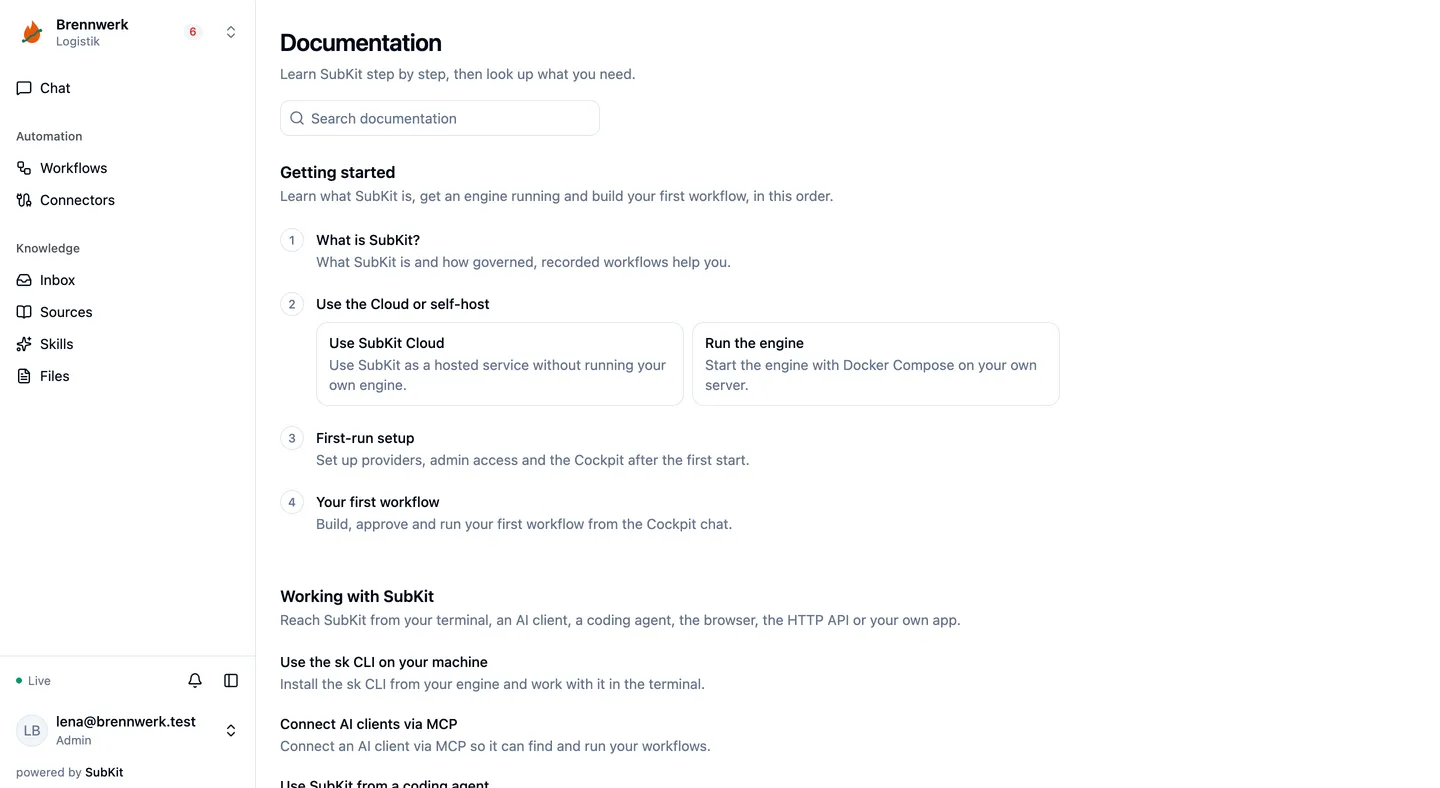 Brennwerk
Logistik
6
Chat
Automation
Workflows
Connectors
Knowledge
Inbox
Sources
Skills
Files
Live
LB
lena@brennwerk.test
Admin
powered by SubKit
Documentation
Learn SubKit step by step, then look up what you need.
Search documentation
Getting started
Learn what SubKit is, get an engine running and build your first workflow, in this order.
1
What is SubKit?
What SubKit is and how governed, recorded workflows help you.
2
Use the Cloud or self-host
Use SubKit Cloud
Use SubKit as a hosted service without running your
own engine.
Run the engine
Start the engine with Docker Compose on your own
server.
3
First-run setup
Set up providers, admin access and the Cockpit after the first start.
4
Your first workflow
Build, approve and run your first workflow from the Cockpit chat.
Working with SubKit
Reach SubKit from your terminal, an AI client, a coding agent, the browser, the HTTP API or your own app.
Use the sk CLI on your machine
Install the sk CLI from your engine and work with it in the terminal.
Connect AI clients via MCP
Connect an AI client via MCP so it can find and run your workflows.
Use SubKit from a coding agent